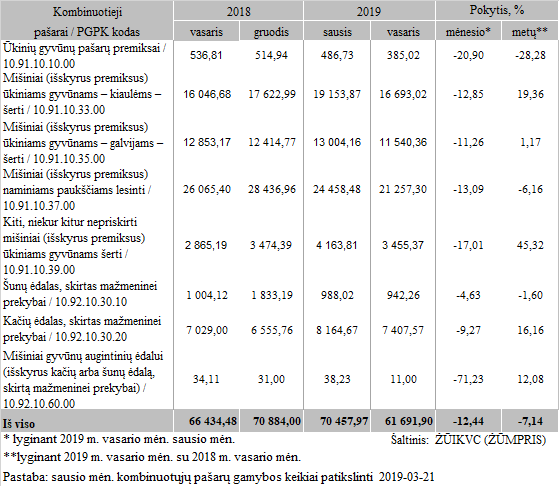 Kombinuotieji 2018 2019 Pokytis, %
pašarai / PGPK kodas vasaris gruodis sausis vasaris mėnesio* metų**
Ūkinių gyvūnų pašarų premiksai /
10.91.10.10.00 536,81 514,94 486,73 385,02 -20,90 -28,28
Mišiniai (išskyrus premiksus)
ūkiniams gyvūnams – kiaulėms –
šerti / 10.91.10.33.00 16 046,68 17 622,99 19 153,87 16 693,02 -12,85 19,36
Mišiniai (išskyrus premiksus)
ūkiniams gyvūnams – galvijams –
šerti / 10.91.10.35.00 12 853,17 12 414,77 13 004,16 11 540,36 -11,26 1,17
Mišiniai (išskyrus premiksus)
naminiams paukščiams lesinti /
10.91.10.37.00 26 065,40 28 436,96 24 458,48 21 257,30 -13,09 -6,16
Kiti, niekur kitur nepriskirti
mišiniai (išskyrus premiksus)
ūkiniams gyvūnams šerti /
10.91.10.39.00 2 865,19 3 474,39 4 163,81 3 455,37 -17,01 45,32
Šunų ėdalas, skirtas mažmeninei
prekybai / 10.92.10.30.10 1 004,12 1 833,19 988,02 942,26 -4,63 -1,60
Kačių ėdalas, skirtas mažmeninei
prekybai / 10.92.10.30.20 7 029,00 6 555,76 8 164,67 7 407,57 -9,27 16,16
Mišiniai gyvūnų augintinių ėdalui
(išskyrus kačių arba šunų ėdalą,
skirtą mažmeninei prekybai) /
10.92.10.60.00 34,11 31,00 38,23 11,00 -71,23 12,08
Iš viso 66 434,48 70 884,00 70 457,97 61 691,90 -12,44 -7,14
* lyginant 2019 m. vasario mėn. sausio mėn. Šaltinis: ŽŪIKVC (ŽŪMPRIS)
**lyginant 2019 m. vasario mėn. su 2018 m. vasario mėn.
Pastaba: sausio mėn. kombinuotųjų pašarų gamybos keikiai patikslinti 2019-03-21